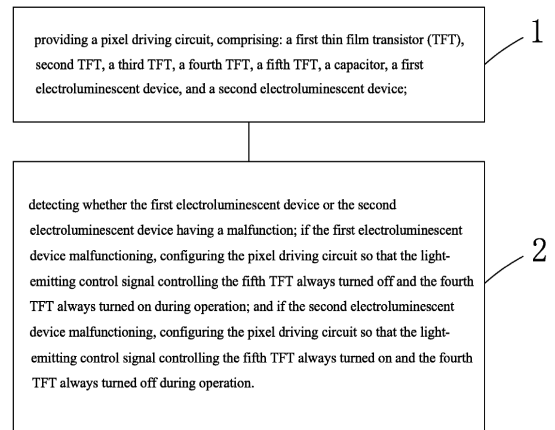 providing a pixel driving circuit, comprising: a first thin film transistor (TFT),
second TFT, a third TFT, a fourth TFT, a fifth TFT, a capacitor, a first
electroluminescent device, and a second electroluminescent device;
1
detecting whether the first electroluminescent device or the second
electroluminescent device having a malfunction; if the first electroluminescent
device malfunctioning, configuring the pixel driving circuit so that the light-
emitting control signal controlling the fifth TFT always turned off and the fourth
TFT always turned on during operation; and if the second electroluminescent
device malfunctioning, configuring the pixel driving circuit so that the light-
emitting control signal controlling the fifth TFT always turned on and the fourth
TFT always turned off during operation.
2